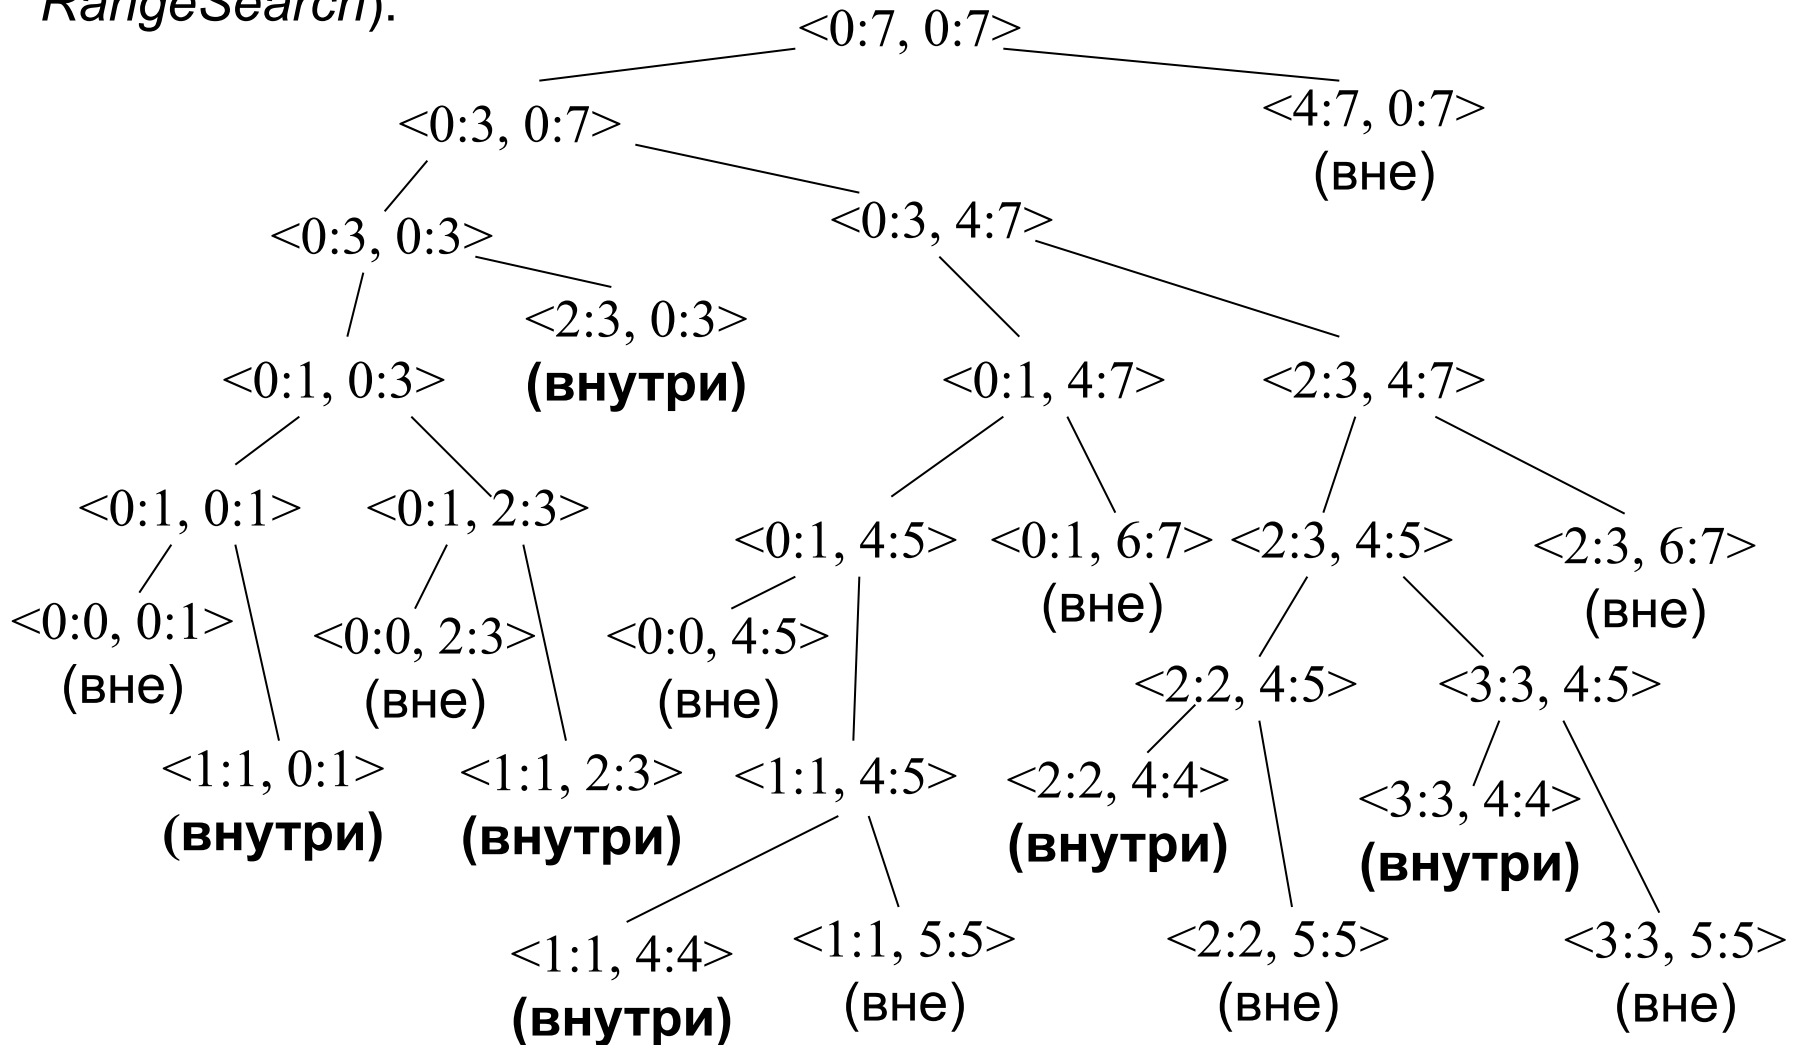 RangeSearch).
<0:7, 0:7>
<0:3, 0:7>
<4:7, 0:7>
(вне)
<0:3, 0:3>
<0:3, 4:7>
<2:3, 0:3>
(внутри)
<0:1, 0:3>
<0:1, 4:7>
<2:3, 4:7>
<0:1, 0:1>
<0:1, 2:3>
<0:1, 4:5>
<0:1, 6:7>
(вне)
<2:3, 4:5>
<2:3, 6:7>
(вне)
<0:0, 0:1>
(вне)
<0:0, 2:3>
(вне)
<0:0, 4:5>
(вне)
<2:2, 4:5>
<3:3, 4:5>
<1:1, 0:1>
(внутри)
<1:1, 2:3>
(внутри)
<1:1, 4:5>
<2:2, 4:4>
(внутри)
<3:3, 4:4>
(внутри)
<1:1, 4:4>
(внутри)
<1:1, 5:5>
(вне)
<2:2, 5:5>
(вне)
<3:3, 5:5>
(вне)